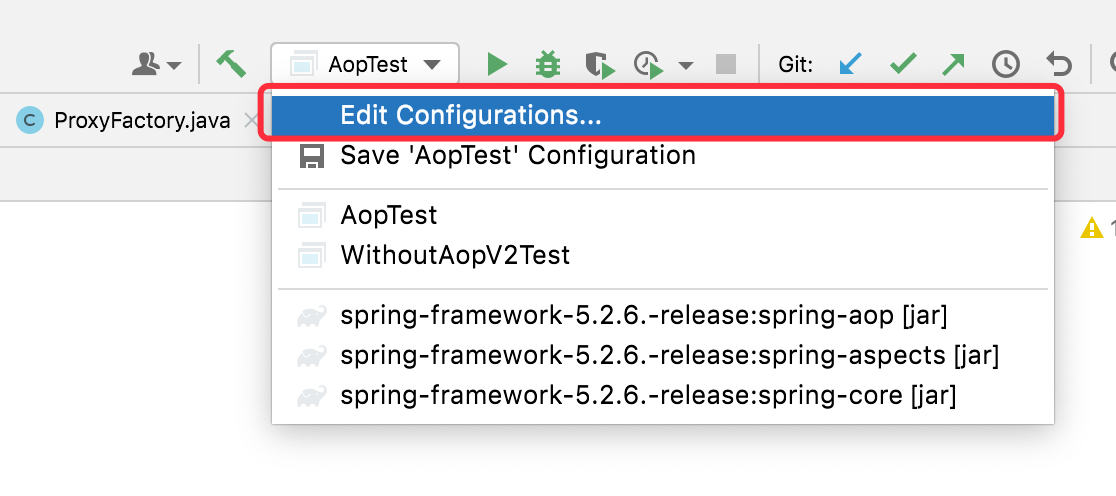 AopTest
Git:
C ProxyFactory.java
Edit Configurations...
Save 'AopTest' Configuration
AopTest
WithoutAopV2Test
spring-framework-5.2.6.-release:spring-aop [jar]
spring-framework-5.2.6.-release:spring-aspects [jar]
spring-framework-5.2.6.-release:spring-core [jar]